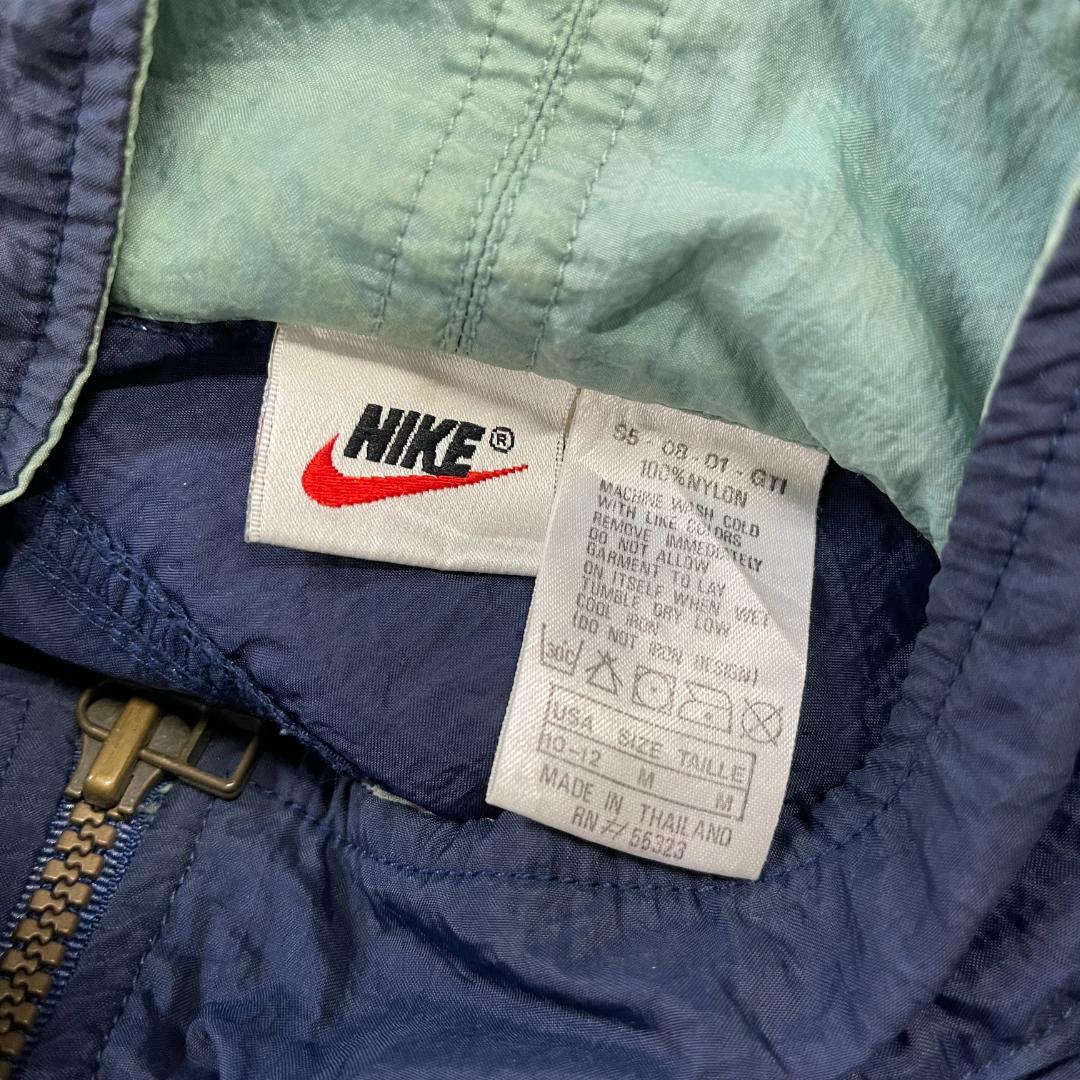 NIKE®
95-08-01-GTI
100%NYLON
MACHINE WASH COLD
WITH LIKE COLORS
REMOVE IMMEDIATELY
DO NOT ALLOW
GARMENT TO LAY
ON ITSELF WHEN WET
TUMBLE DRY LOW
COOL IRON
(DO NOT IRON DESIGN)
30c
USA SIZE TAILLE
10-12 M M
MADE IN THAILAND
RN# 56323